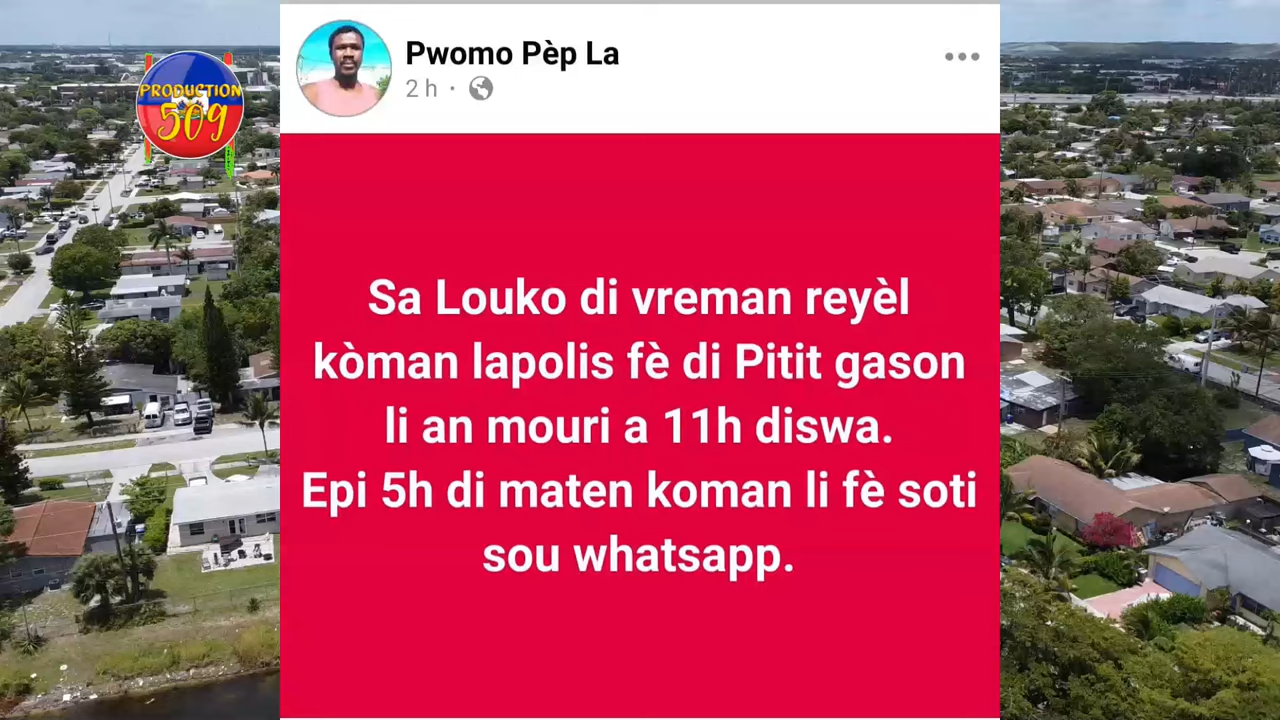 PRODUCTION
509
Pwomo Pèp La
2 h ·
Sa Louko di vreman reyèl
kòman lapolis fè di Pitit gason
li an mouri a 11h diswa.
Epi 5h di maten koman li fè soti
sou whatsapp.